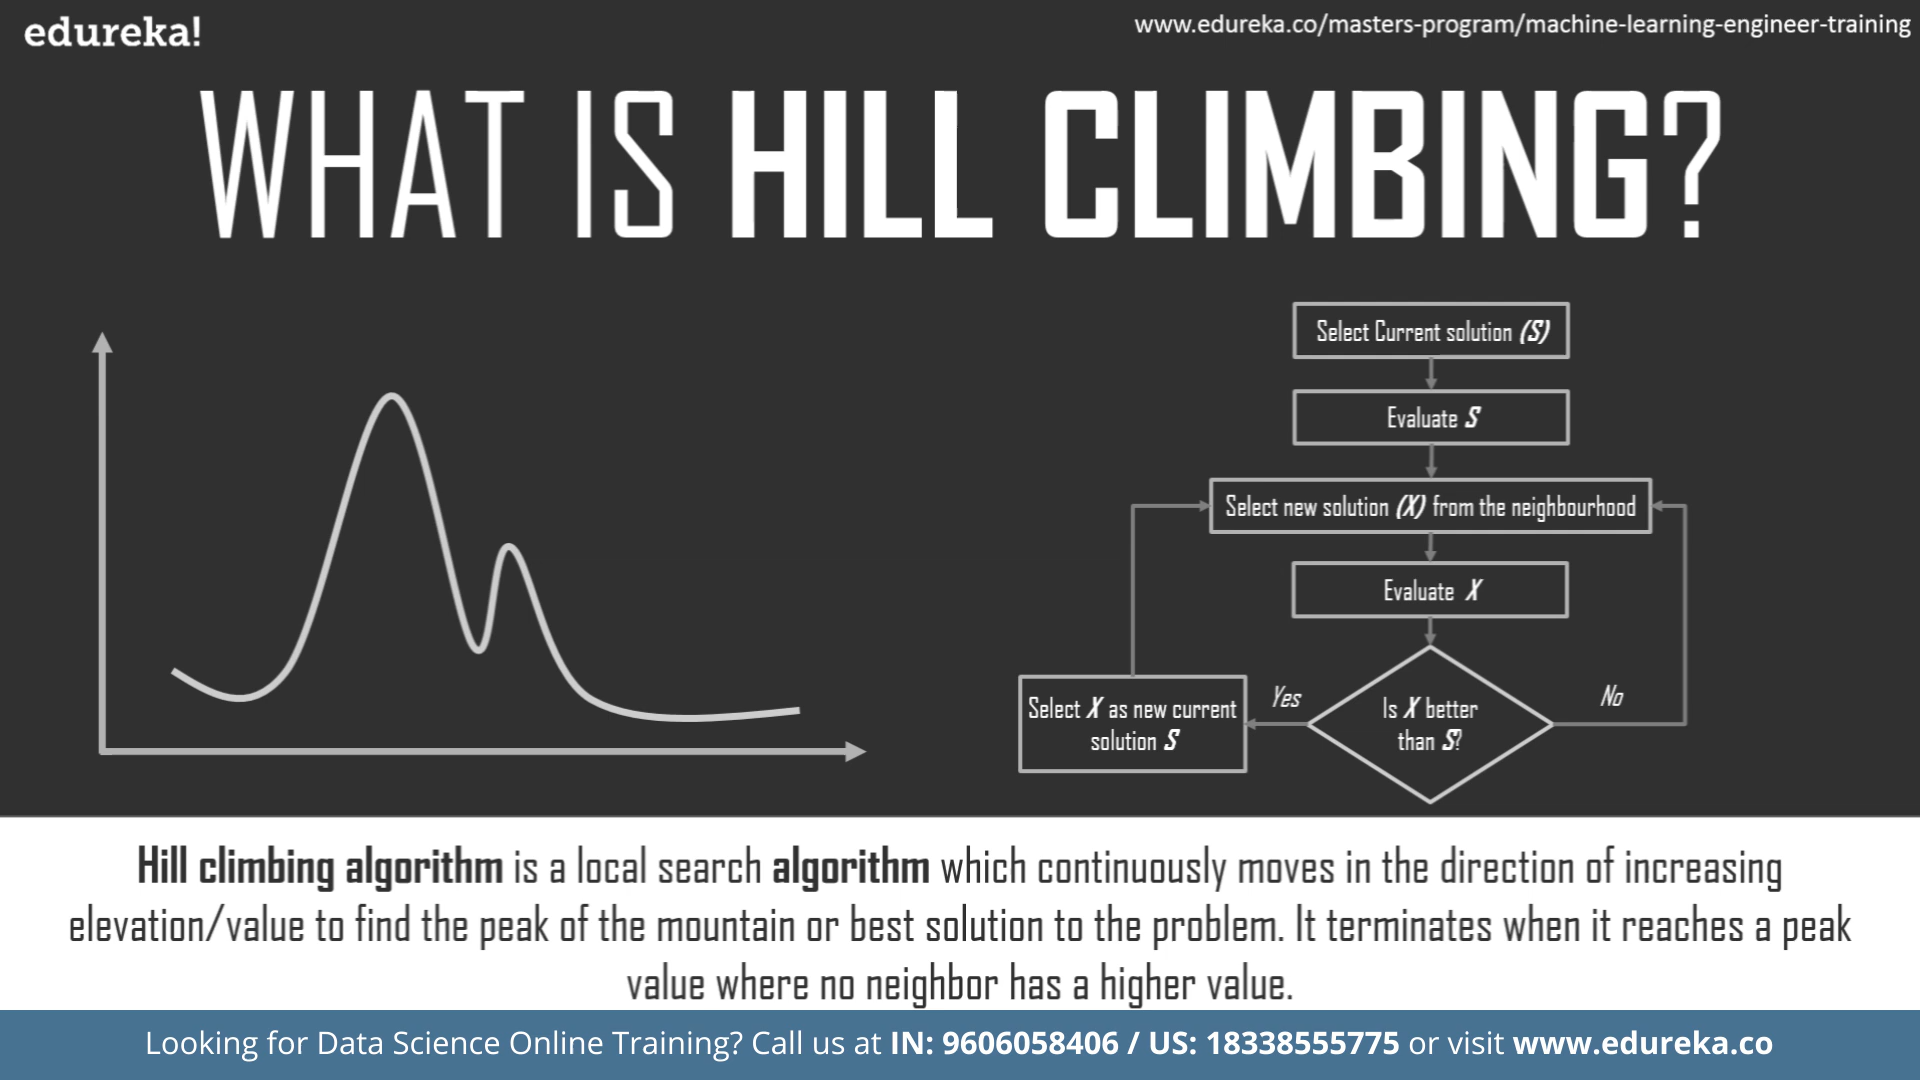 edureka!
www.edureka.co/masters-program/machine-learning-engineer-training
WHAT IS HILL CLIMBING?
Select Current solution (S)
Evaluate S
Select new solution (X) from the neighbourhood
Evaluate X
Is X better
than S?
Yes
No
Select X as new current
solution S
Hill climbing algorithm is a local search algorithm which continuously moves in the direction of increasing
elevation/value to find the peak of the mountain or best solution to the problem. It terminates when it reaches a peak
value where no neighbor has a higher value.
Looking for Data Science Online Training? Call us at IN: 9606058406 / US: 18338555775 or visit www.edureka.co